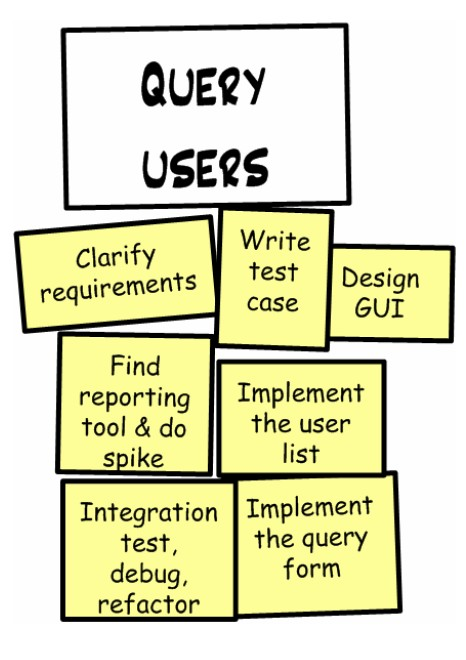 QUERY
USERS
Clarify
requirements
Write
test
case
Design
GUI
Find
reporting
tool & do
spike
Implement
the user
list
Integration
test,
debug,
refactor
Implement
the query
form